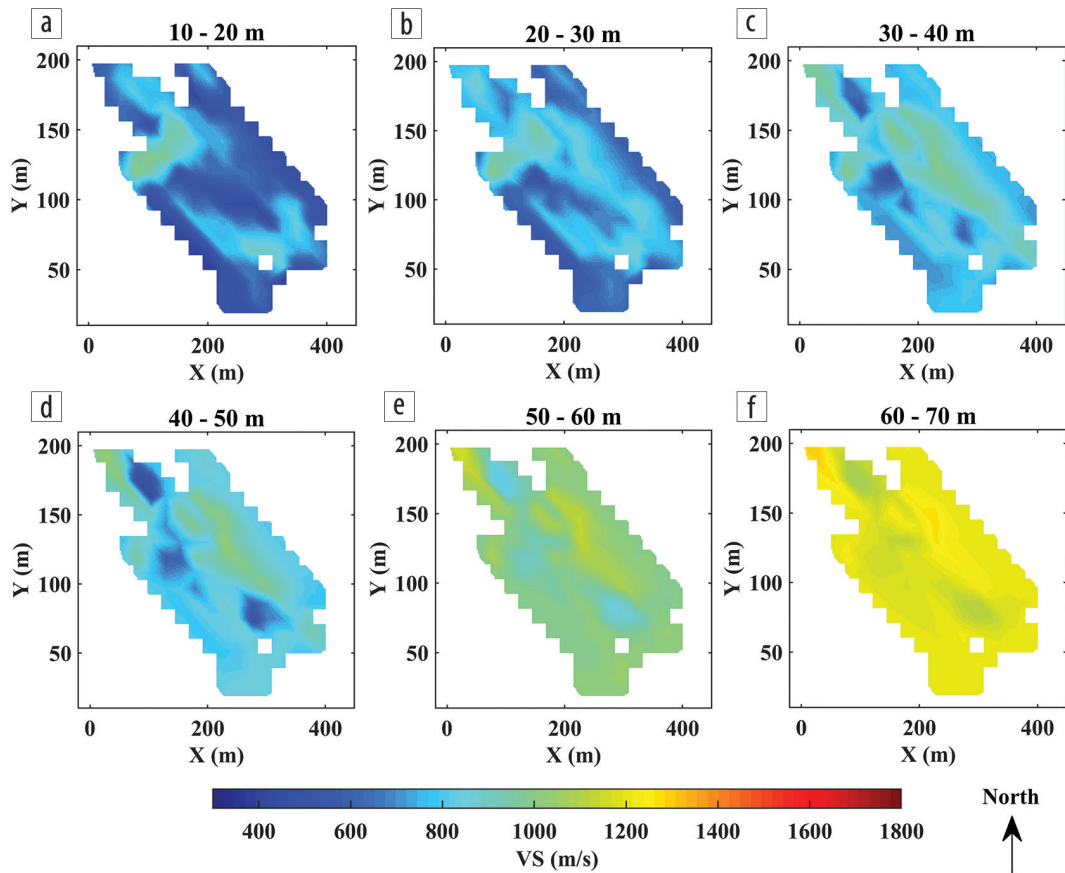 a
10 - 20 m
b
20 - 30 m
c
30 - 40 m
200
150
100
50
Y (m)
0
200
400
X (m)
200
150
100
50
Y (m)
0
200
400
X (m)
200
150
100
50
Y (m)
0
200
400
X (m)
d
40 - 50 m
e
50 - 60 m
f
60 - 70 m
200
150
100
50
Y (m)
0
200
400
X (m)
200
150
100
50
Y (m)
0
200
400
X (m)
200
150
100
50
Y (m)
0
200
400
X (m)
400 600 800 1000 1200 1400 1600 1800
VS (m/s)
North